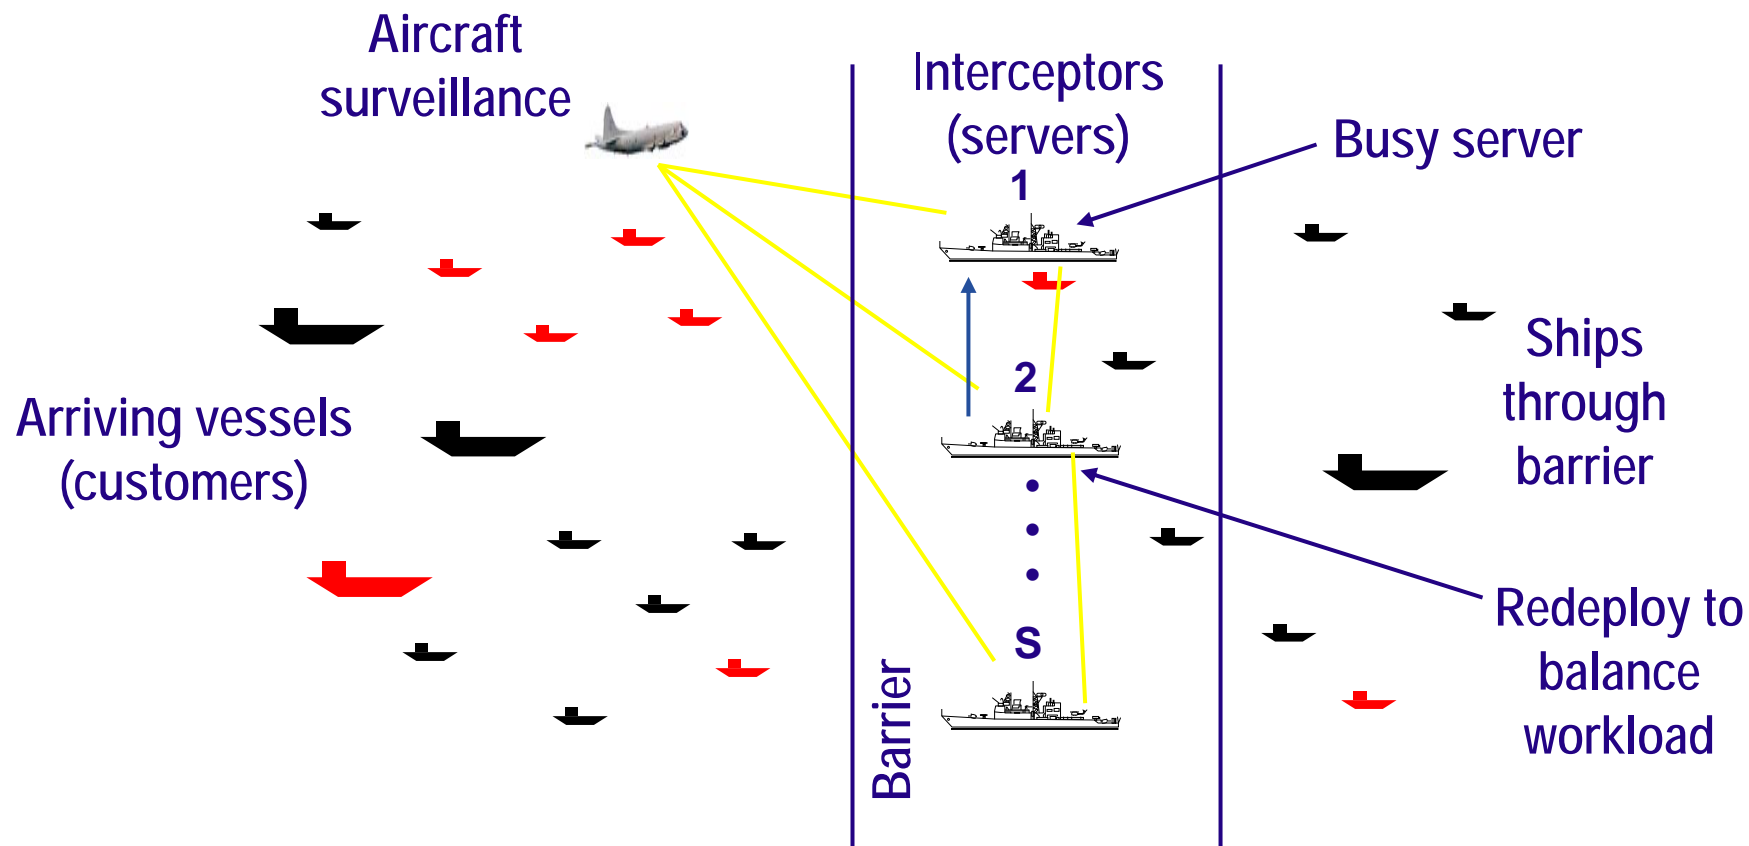 Aircraft
surveillance
Interceptors
(servers)
Busy server
1
2
Arriving vessels
(customers)
Ships
through
barrier
S
Barrier
Redeploy to
balance
workload